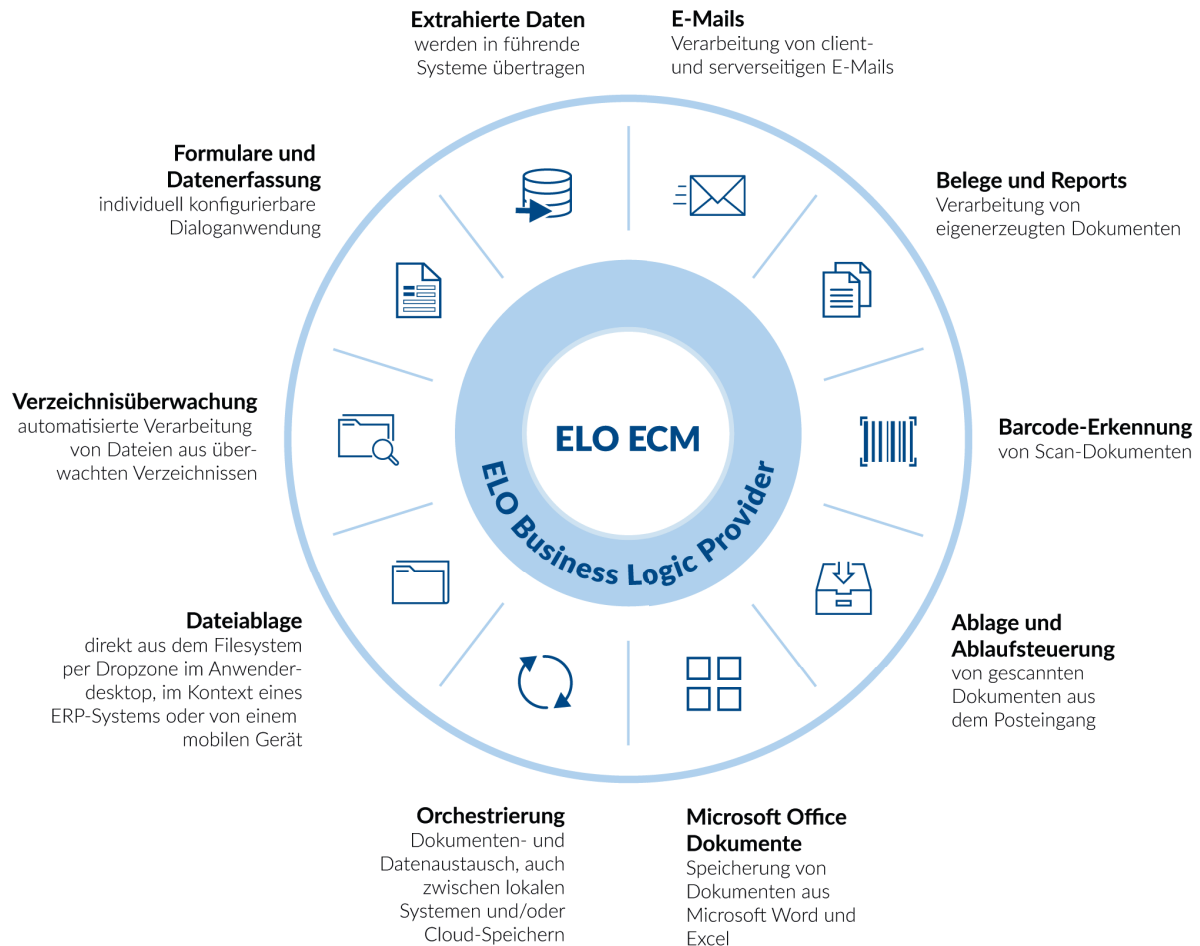 Extrahierte Daten
werden in führende
Systeme übertragen
E-Mails
Verarbeitung von client-
und serverseitigen E-Mails
Formulare und
Datenerfassung
individuell konfigurierbare
Dialoganwendung
Belege und Reports
Verarbeitung von
eigenerzeugten Dokumenten
Verzeichnisüberwachung
automatisierte Verarbeitung
von Dateien aus über-
wachten Verzeichnissen
ELO ECM
ELO Business Logic Provider
Barcode-Erkennung
von Scan-Dokumenten
Dateiablage
direkt aus dem Filesystem
per Dropzone im Anwender-
desktop, im Kontext eines
ERP-Systems oder von einem
mobilen Gerät
Ablage und
Ablaufsteuerung
von gescannten
Dokumenten aus
dem Posteingang
Orchestrierung
Dokumenten- und
Datenaustausch, auch
zwischen lokalen
Systemen und/oder
Cloud-Speichern
Microsoft Office
Dokumente
Speicherung von
Dokumenten aus
Microsoft Word und
Excel